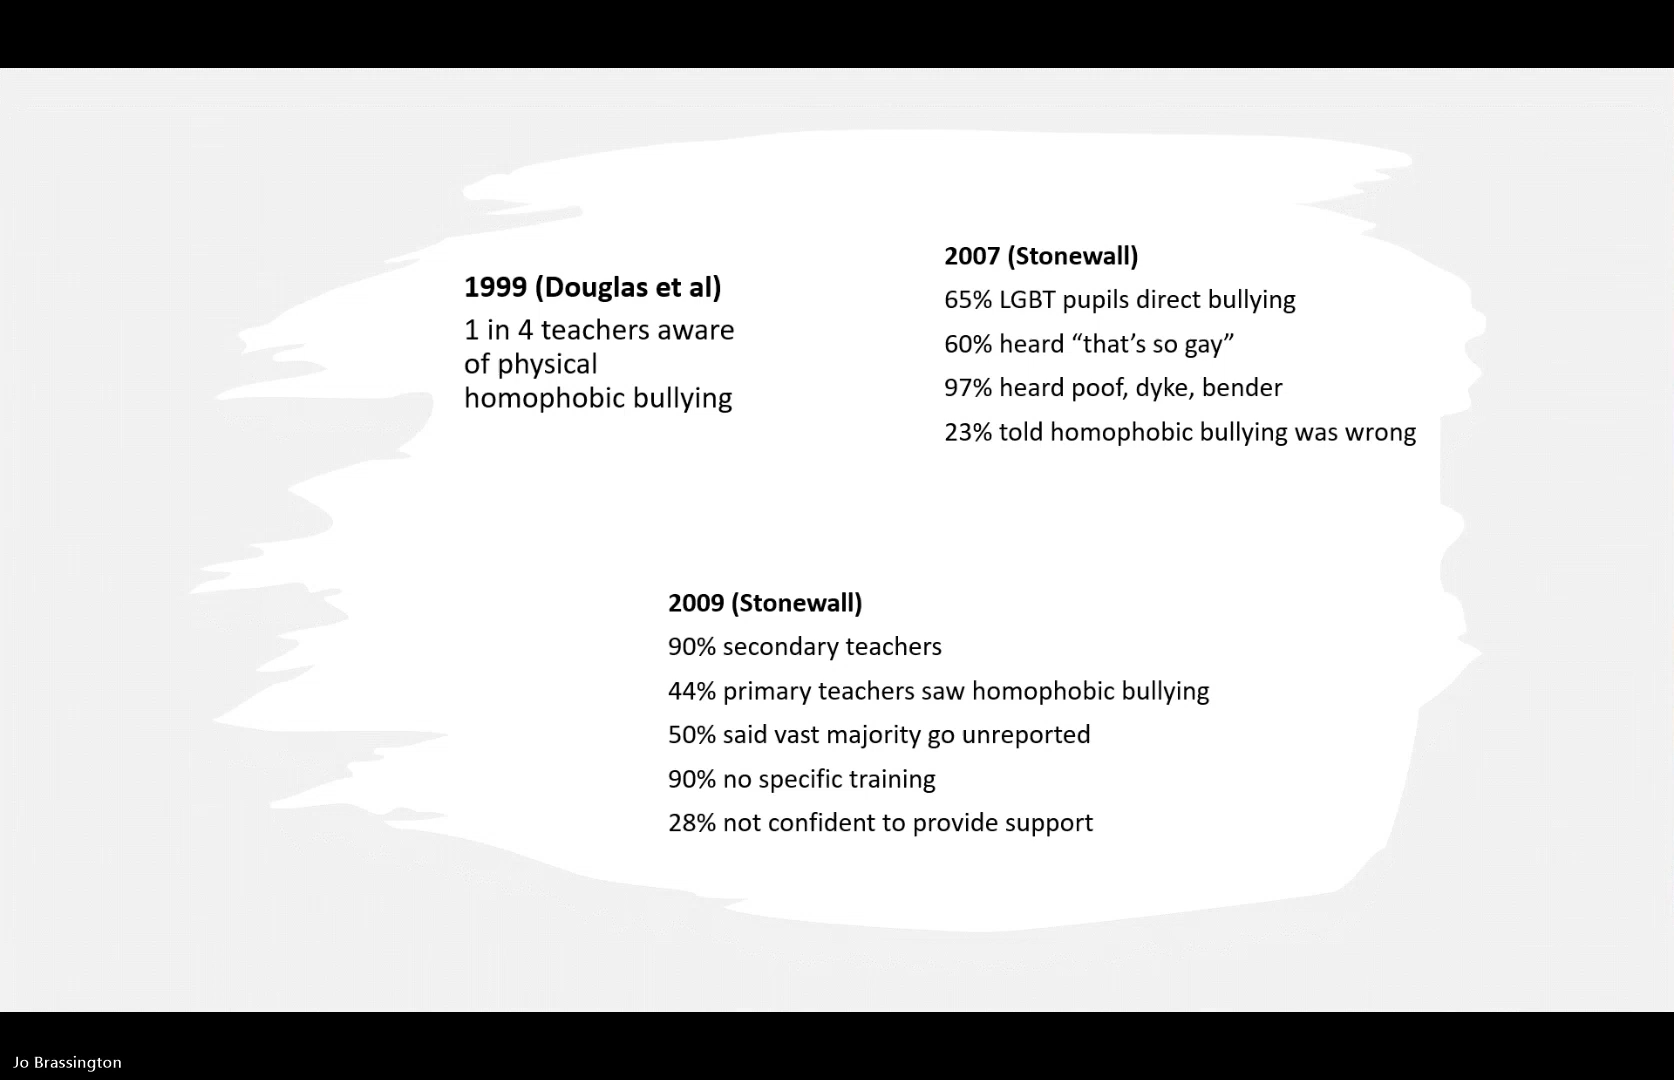 1999 (Douglas et al)
1 in 4 teachers aware
of physical
homophobic bullying
2007 (Stonewall)
65% LGBT pupils direct bullying
60% heard “that’s so gay”
97% heard poof, dyke, bender
23% told homophobic bullying was wrong
2009 (Stonewall)
90% secondary teachers
44% primary teachers saw homophobic bullying
50% said vast majority go unreported
90% no specific training
28% not confident to provide support
Jo Brassington